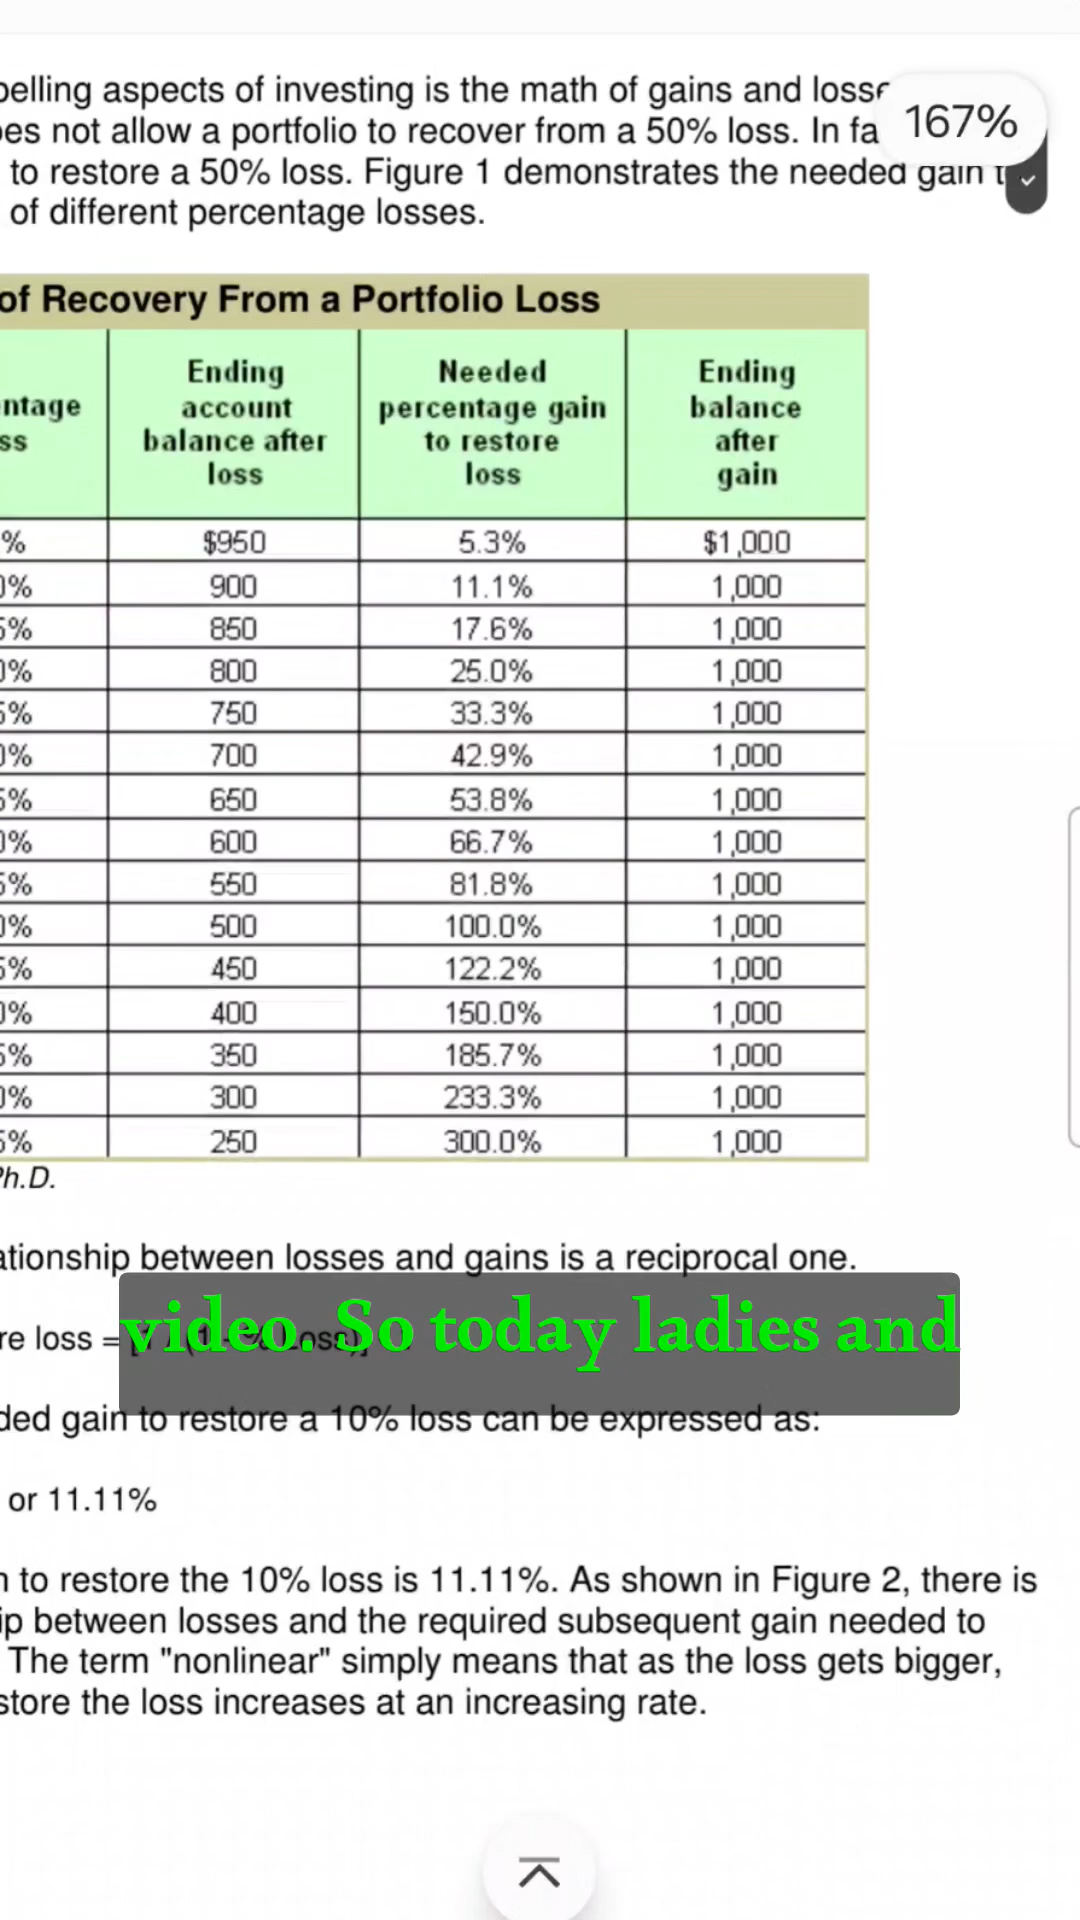 pelling aspects of investing is the math of gains and losse
es not allow a portfolio to recover from a 50% loss. In fa
167%
to restore a 50% loss. Figure 1 demonstrates the needed gain t
of different percentage losses.
of Recovery From a Portfolio Loss
ntage
ss
Ending
account
balance after
loss
Needed
percentage gain
to restore
loss
Ending
balance
after
gain
% $950 5.3% $1,000
0% 900 11.1% 1,000
5% 850 17.6% 1,000
0% 800 25.0% 1,000
5% 750 33.3% 1,000
0% 700 42.9% 1,000
5% 650 53.8% 1,000
0% 600 66.7% 1,000
5% 550 81.8% 1,000
0% 500 100.0% 1,000
5% 450 122.2% 1,000
0% 400 150.0% 1,000
5% 350 185.7% 1,000
0% 300 233.3% 1,000
5% 250 300.0% 1,000
Ph.D.
ationship between losses and gains is a reciprocal one.
re loss =
video. So today ladies and
ded gain to restore a 10% loss can be expressed as:
or 11.11%
n to restore the 10% loss is 11.11%. As shown in Figure 2, there is
ip between losses and the required subsequent gain needed to
The term "nonlinear" simply means that as the loss gets bigger,
store the loss increases at an increasing rate.